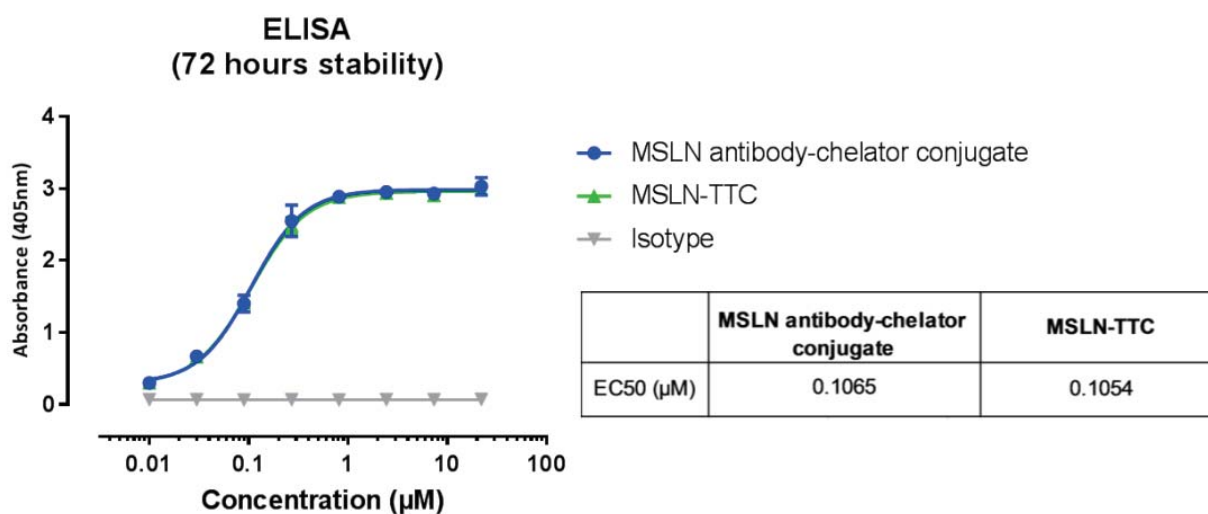 ELISA
(72 hours stability)
Absorbance (405nm)
4
3
2
1
0
0.01 0.1 1 10 100
Concentration (µM)
MSLN antibody-chelator conjugate
MSLN-TTC
Isotype
MSLN antibody-chelator
conjugate
MSLN-TTC
EC50 (µM) 0.1065 0.1054